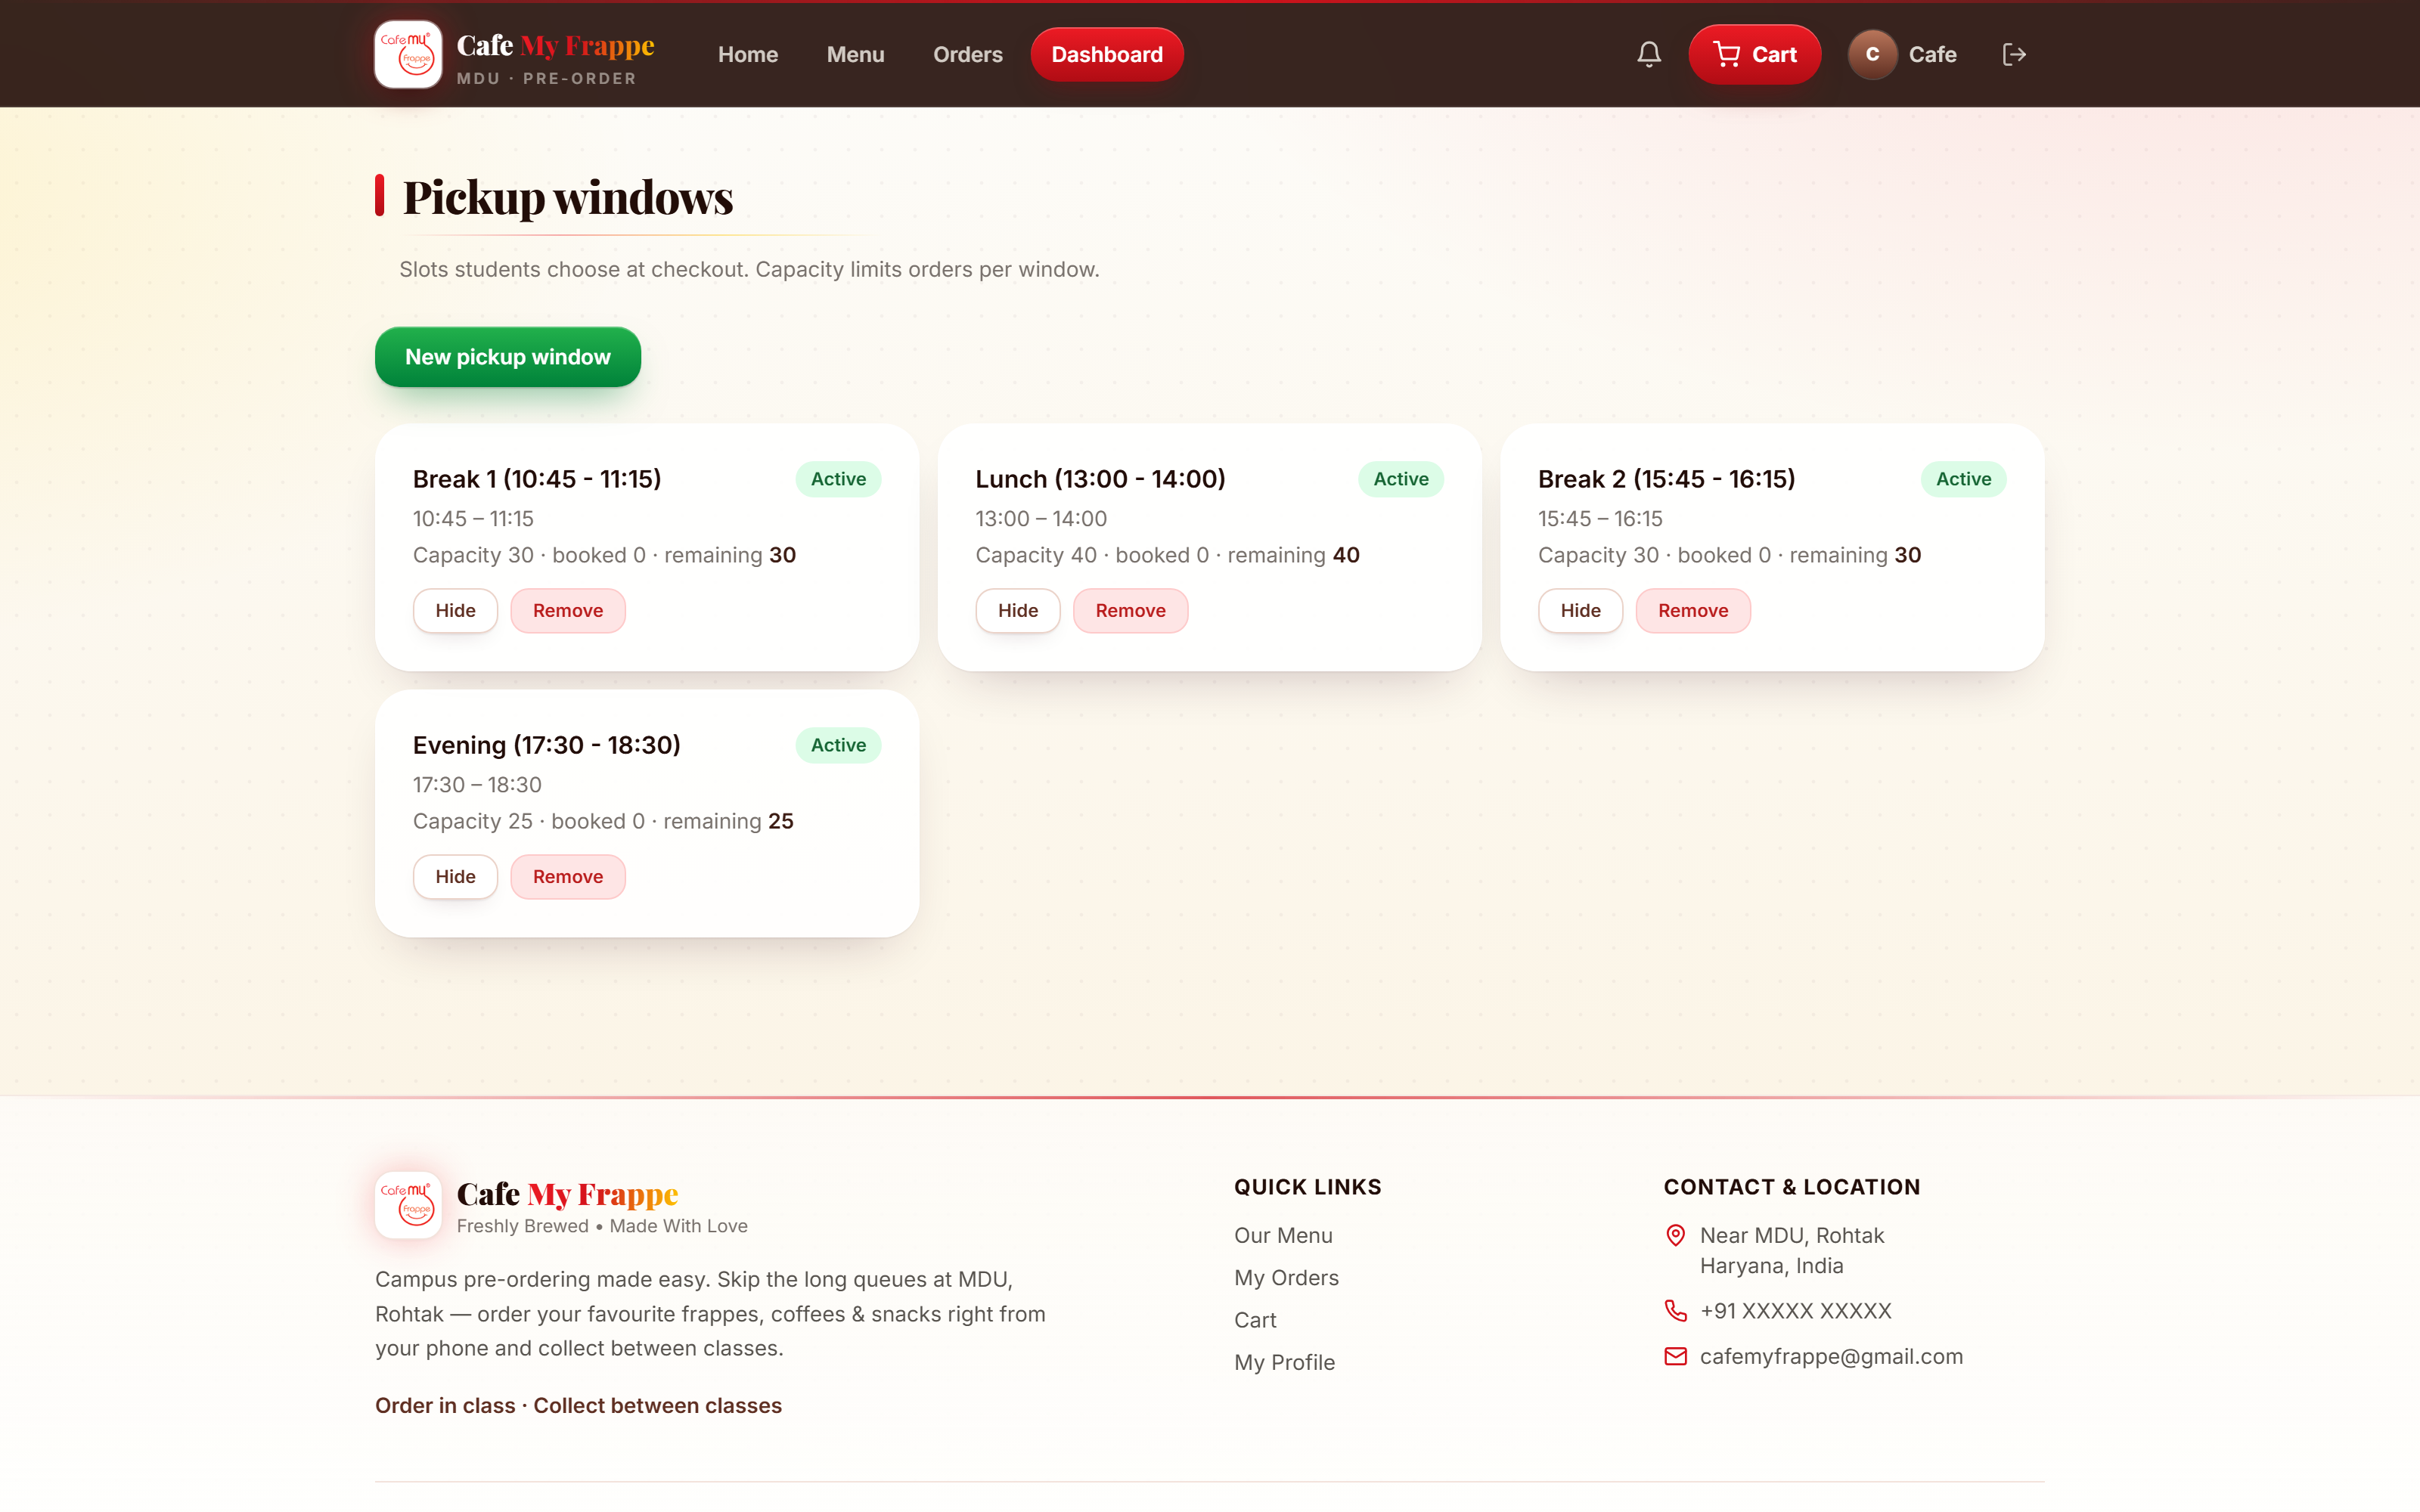 Cafe my®
Frappe
Cafe My Frappe
MDU · PRE-ORDER
Home
Menu
Orders
Dashboard
Cart
C
Cafe
Pickup windows
Slots students choose at checkout. Capacity limits orders per window.
New pickup window
Break 1 (10:45 - 11:15)
Active
10:45 – 11:15
Capacity 30 · booked 0 · remaining 30
Hide
Remove
Lunch (13:00 - 14:00)
Active
13:00 – 14:00
Capacity 40 · booked 0 · remaining 40
Hide
Remove
Break 2 (15:45 - 16:15)
Active
15:45 – 16:15
Capacity 30 · booked 0 · remaining 30
Hide
Remove
Evening (17:30 - 18:30)
Active
17:30 – 18:30
Capacity 25 · booked 0 · remaining 25
Hide
Remove
Cafe my®
Frappe
Cafe My Frappe
Freshly Brewed • Made With Love
Campus pre-ordering made easy. Skip the long queues at MDU,
Rohtak — order your favourite frappes, coffees & snacks right from
your phone and collect between classes.
Order in class · Collect between classes
QUICK LINKS
Our Menu
My Orders
Cart
My Profile
CONTACT & LOCATION
Near MDU, Rohtak
Haryana, India
+91 XXXXX XXXXX
cafemyfrappe@gmail.com